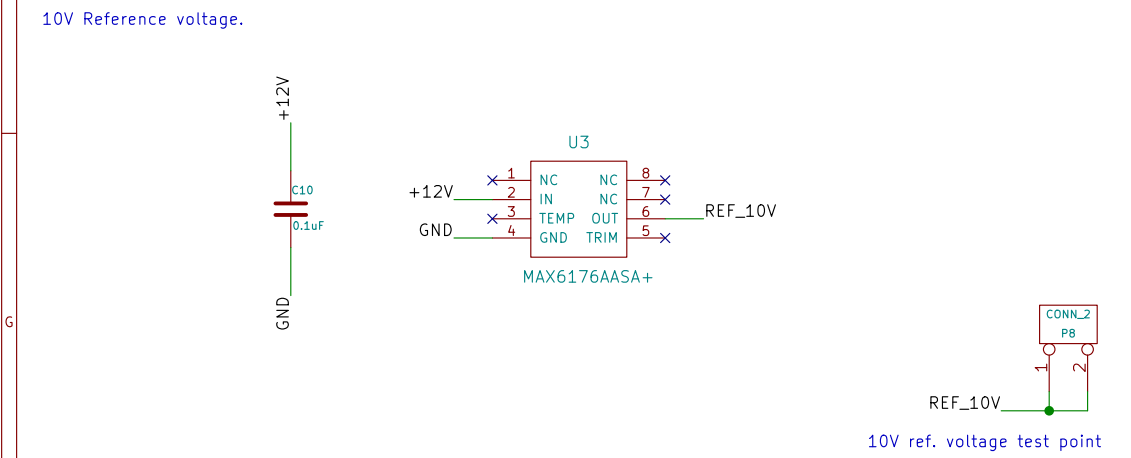 10V Reference voltage.
+12V
C10
0.1uF
GND
U3
1 NC NC 8
+12V 2 IN NC 7
3 TEMP OUT 6 REF_10V
GND 4 GND TRIM 5
MAX6176AASA+
G
CONN_2
P8
1 2
REF_10V
10V ref. voltage test point